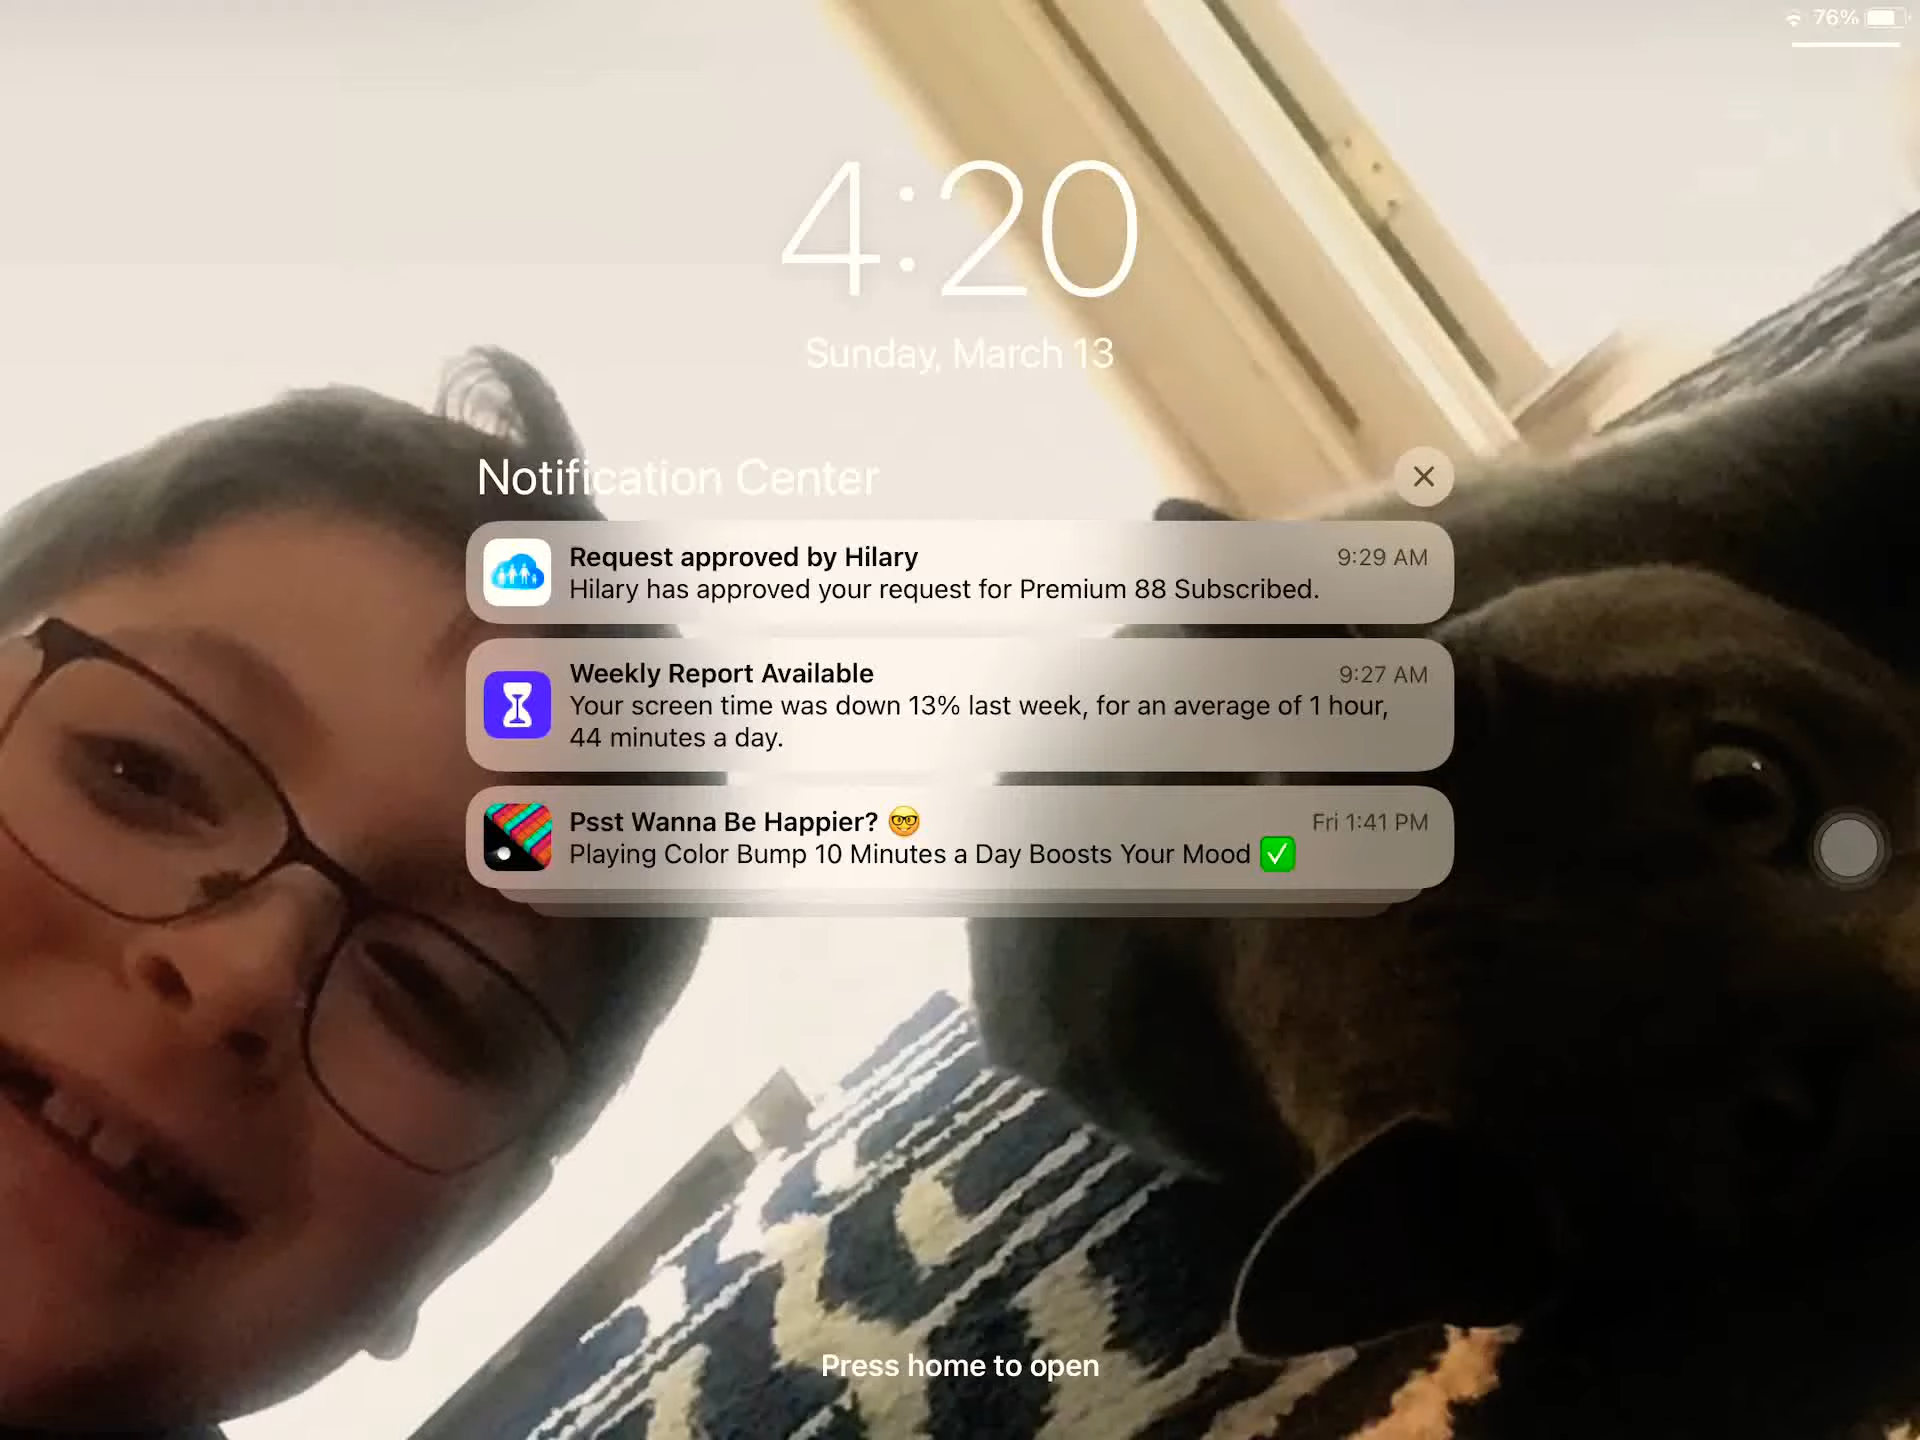 76%
4:20
Sunday, March 13
Notification Center
Request approved by Hilary
9:29 AM
Hilary has approved your request for Premium 88 Subscribed.
Weekly Report Available
9:27 AM
Your screen time was down 13% last week, for an average of 1 hour,
44 minutes a day.
Psst Wanna Be Happier? 🤓
Fri 1:41 PM
Playing Color Bump 10 Minutes a Day Boosts Your Mood ✅
Press home to open